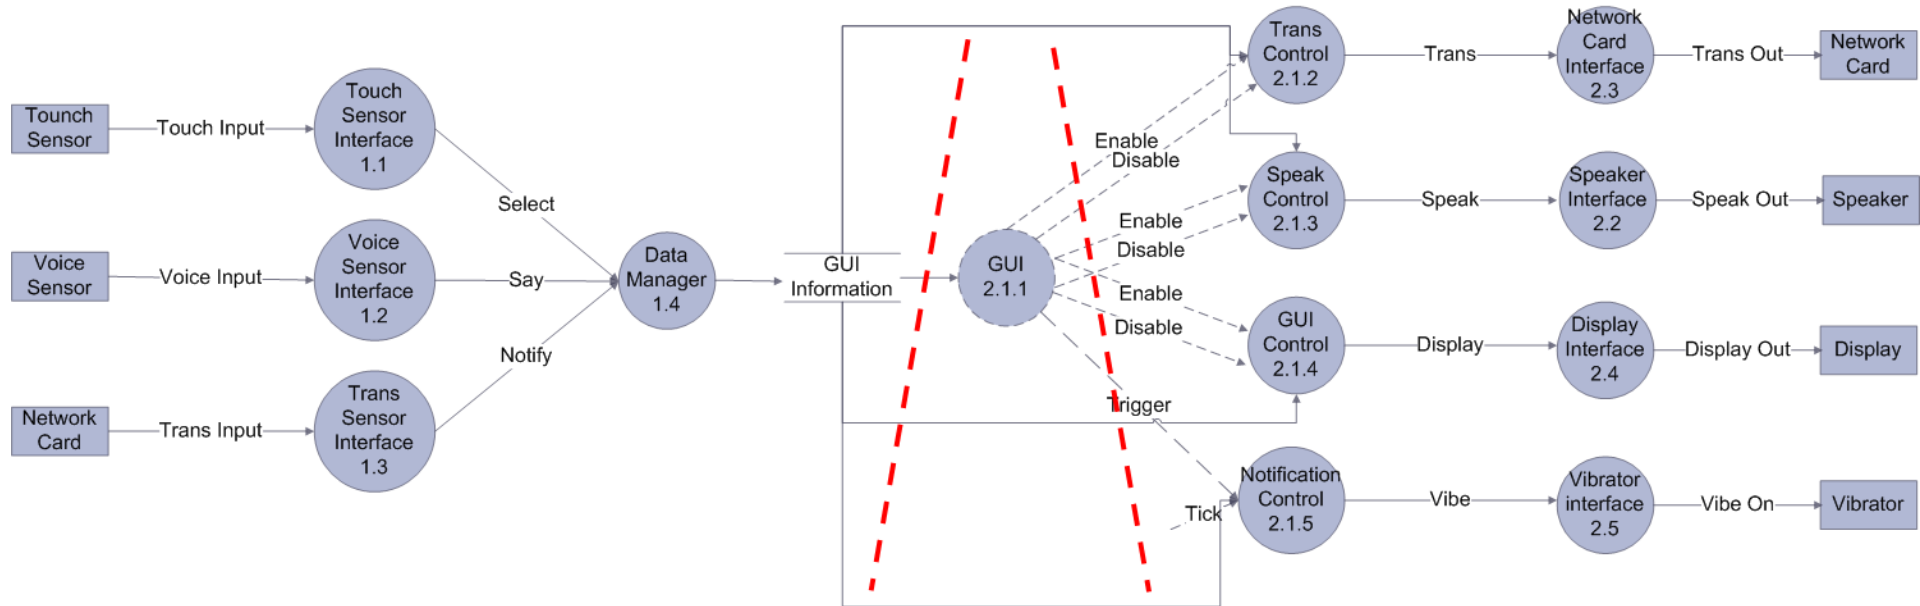 Tounch
Sensor
Touch Input
Touch
Sensor
Interface
1.1
Select
Voice
Sensor
Voice Input
Voice
Sensor
Interface
1.2
Say
Network
Card
Trans Input
Trans
Sensor
Interface
1.3
Notify
Data
Manager
1.4
GUI
Information
GUI
2.1.1
Enable
Disable
Enable
Disable
Enable
Disable
Trigger
Tick
Trans
Control
2.1.2
Trans
Network
Card
Interface
2.3
Trans Out
Network
Card
Speak
Control
2.1.3
Speak
Speaker
Interface
2.2
Speak Out
Speaker
GUI
Control
2.1.4
Display
Display
Interface
2.4
Display Out
Display
Notification
Control
2.1.5
Vibe
Vibrator
interface
2.5
Vibe On
Vibrator